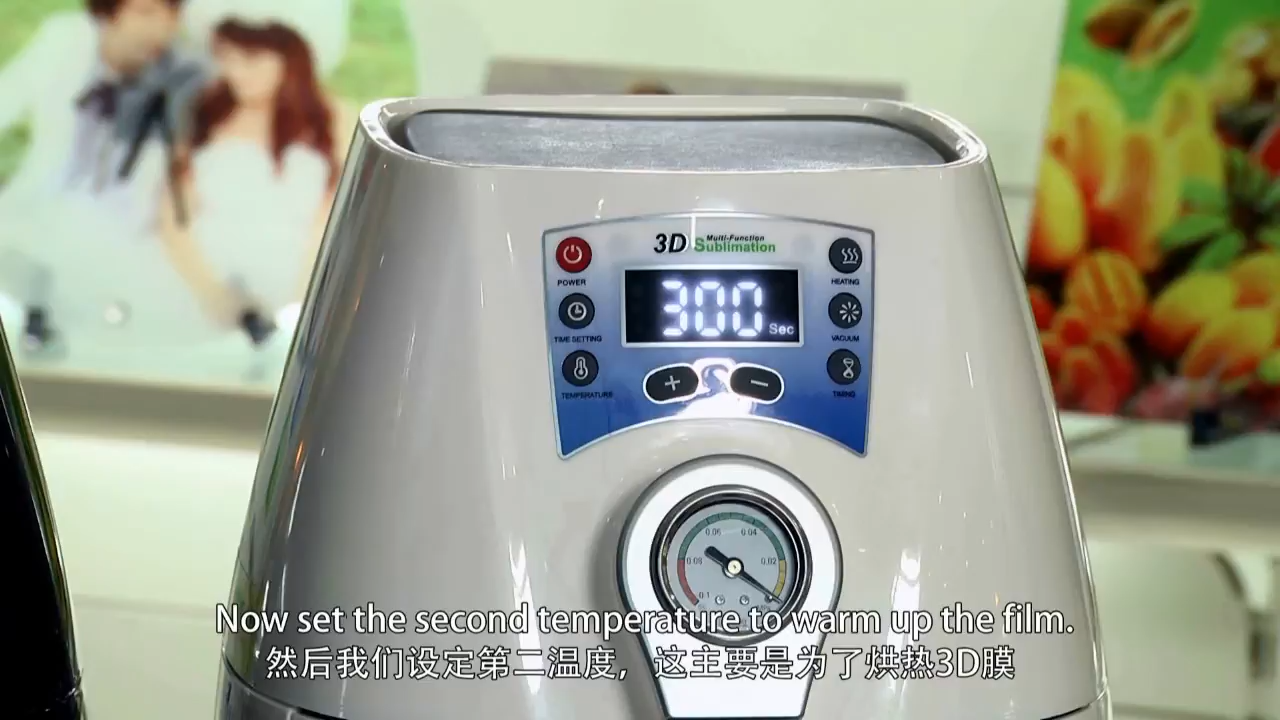 3D Multi-Function
Sublimation
POWER
HEATING
300 Sec
TIME SETTING
VACUUM
+
−
TEMPERATURE
TIMING
0.06 0.04
0.08 0.02
0.1
Now set the second temperature to warm up the film.
然后我们设定第二温度，这主要是为了烘热3D膜